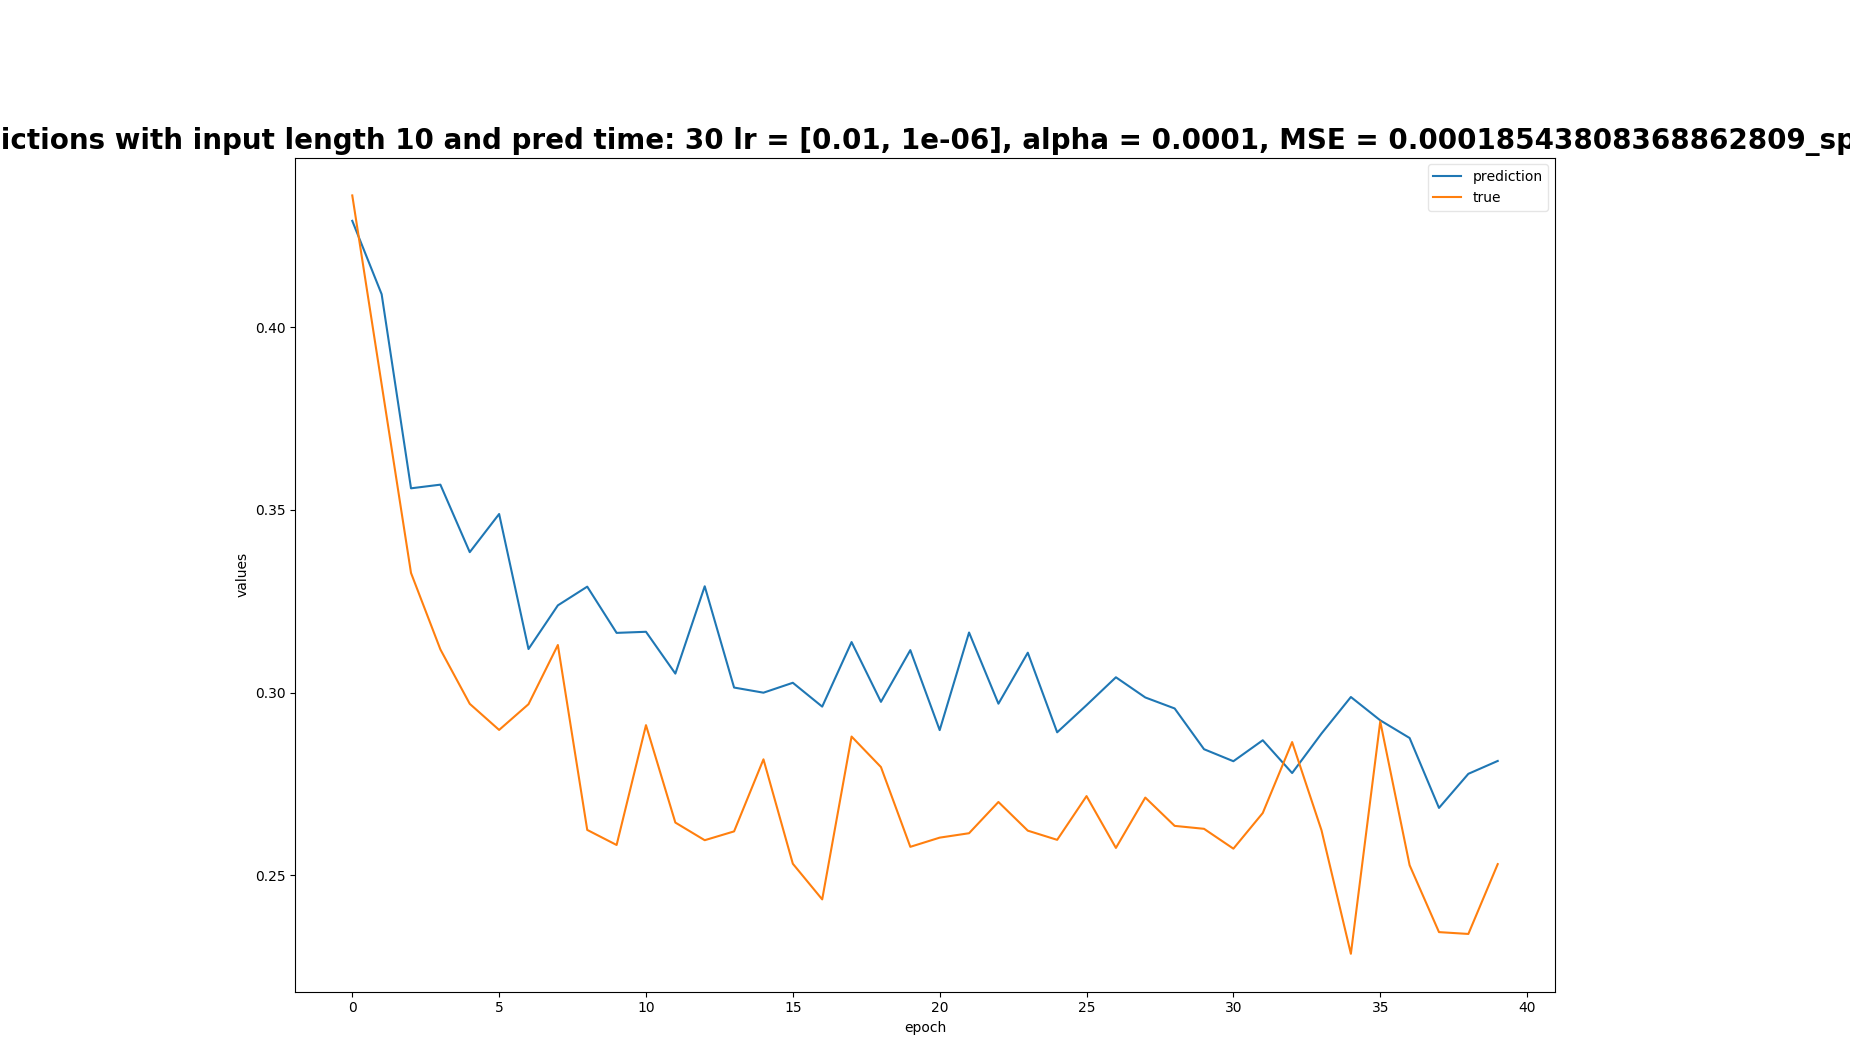 ictions with input length 10 and pred time: 30 lr = [0.01, 1e-06], alpha = 0.0001, MSE = 0.00018543808368862809_sp
prediction
true
0.40
0.35
0.30
0.25
values
0 5 10 15 20 25 30 35 40
epoch